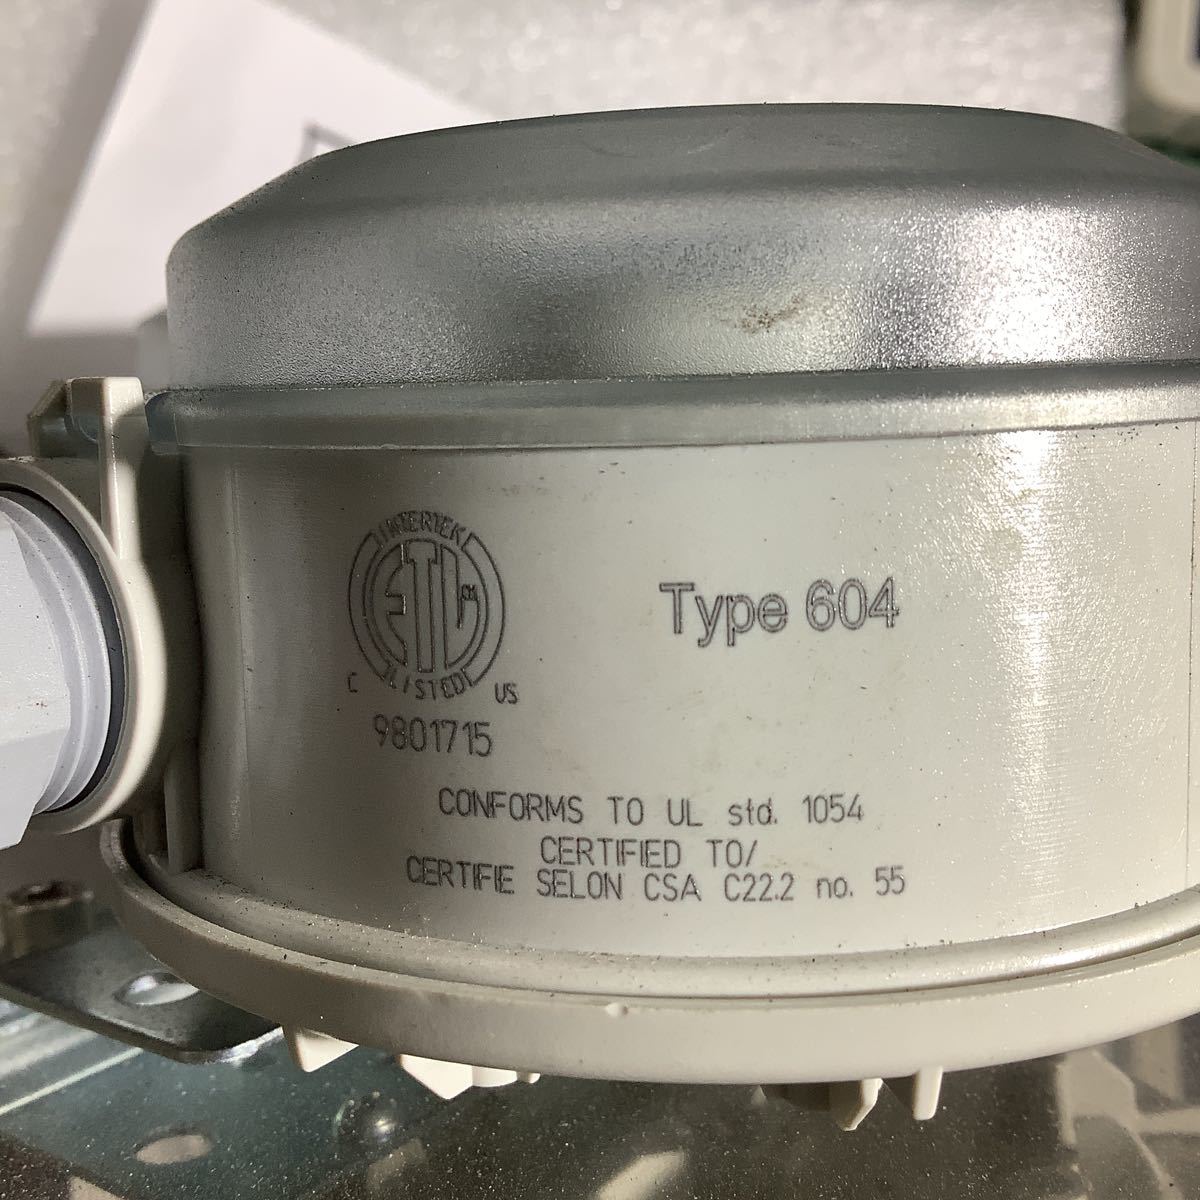 INTERTEK
ETL CM
LISTED
C US
9801715
Type 604
CONFORMS TO UL std. 1054
CERTIFIED TO/
CERTIFIE SELON CSA C22.2 no. 55